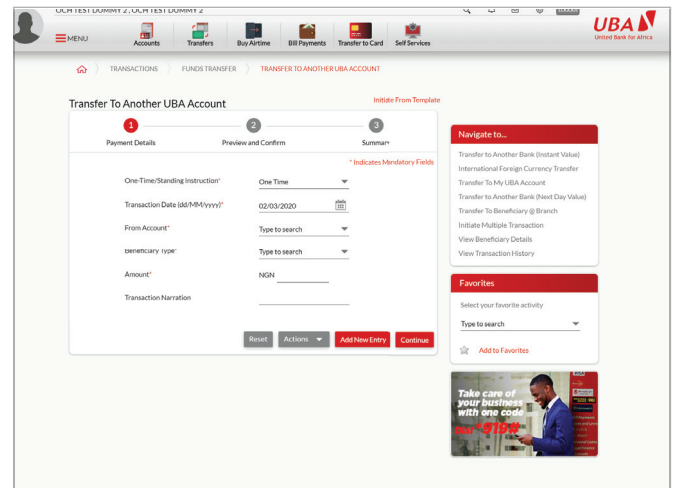 OCH TEST DUMMY 2, OCH TEST DUMMY 2
UBA
United Bank for Africa
MENU
Accounts
Transfers
Buy Airtime
Bill Payments
Transfer to Card
Self Services
TRANSACTIONS
FUNDS TRANSFER
TRANSFER TO ANOTHER UBA ACCOUNT
Transfer To Another UBA Account
Initiate From Template
1
2
3
Payment Details
Preview and Confirm
Summary
* Indicates Mandatory Fields
One-Time/Standing Instruction*
One Time
Transaction Date (dd/MM/yyyy)*
02/03/2020
From Account*
Type to search
Beneficiary Type*
Type to search
Amount*
NGN
Transaction Narration
Reset
Actions
Add New Entry
Continue
Navigate to...
Transfer to Another Bank (Instant Value)
International Foreign Currency Transfer
Transfer To My UBA Account
Transfer to Another Bank (Next Day Value)
Transfer To Beneficiary @ Branch
Initiate Multiple Transaction
View Beneficiary Details
View Transaction History
Favorites
Select your favorite activity
Type to search
Add to Favorites
Take care of
your business
with one code
*919#